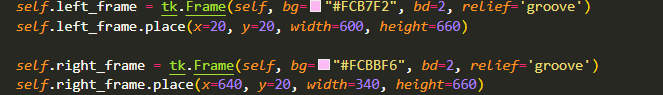 self.left_frame = tk.Frame(self, bg="#FCB7F2", bd=2, relief='groove')
self.left_frame.place(x=20, y=20, width=600, height=660)
self.right_frame = tk.Frame(self, bg="#FCBBF6", bd=2, relief='groove')
self.right_frame.place(x=640, y=20, width=340, height=660)